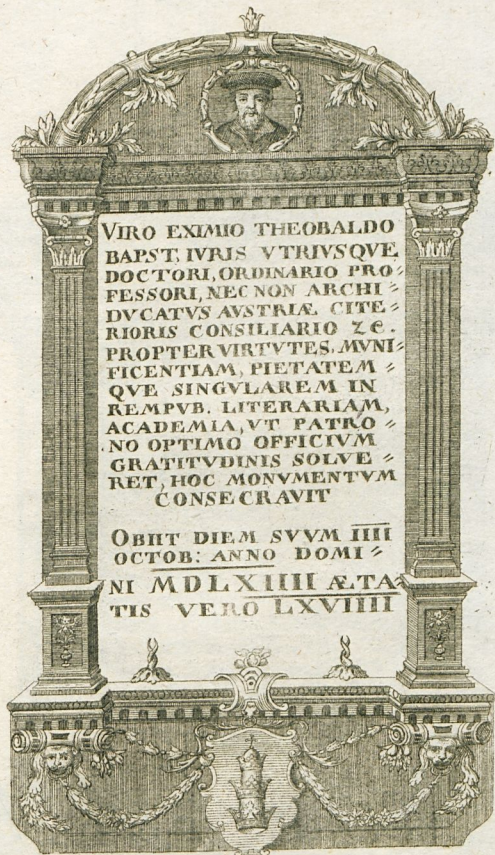 VIRO EXIMIO THEOBALDO
BAPST, IVRIS VTRIVSQVE
DOCTORI, ORDINARIO PRO⸗
FESSORI, NEC NON ARCHI⸗
DVCATVS AVSTRIÆ CITE⸗
RIORIS CONSILIARIO ꝛc.
PROPTER VIRTVTES, MVNI⸗
FICENTIAM, PIETATEM⸗
QVE SINGVLAREM IN
REMPVB. LITERARIAM,
ACADEMIA, VT PATRO⸗
NO OPTIMO OFFICIVM
GRATITVDINIS SOLVE⸗
RET, HOC MONVMENTVM
CONSECRAVIT
OBIIT DIEM SVVM IIII
OCTOB: ANNO DOMI⸗
NI MDLXIIII ÆTA⸗
TIS VERO LXVIIII